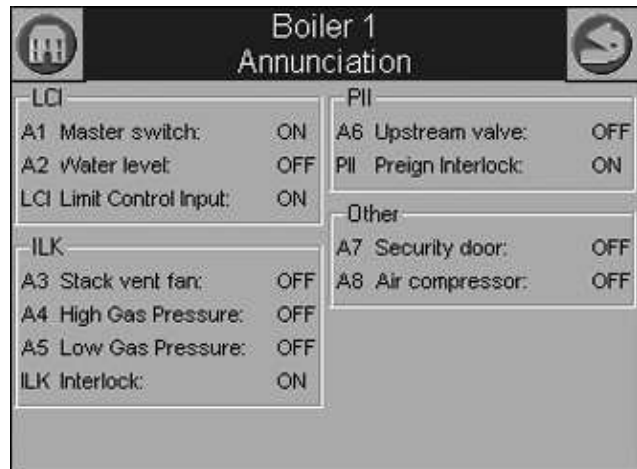 Boiler 1
Annunciation
LCI
A1 Master switch: ON
A2 Water level: OFF
LCI Limit Control Input: ON
ILK
A3 Stack vent fan: OFF
A4 High Gas Pressure: OFF
A5 Low Gas Pressure: OFF
ILK Interlock: ON
PII
A6 Upstream valve: OFF
PII Preign Interlock: ON
Other
A7 Security door: OFF
A8 Air compressor: OFF